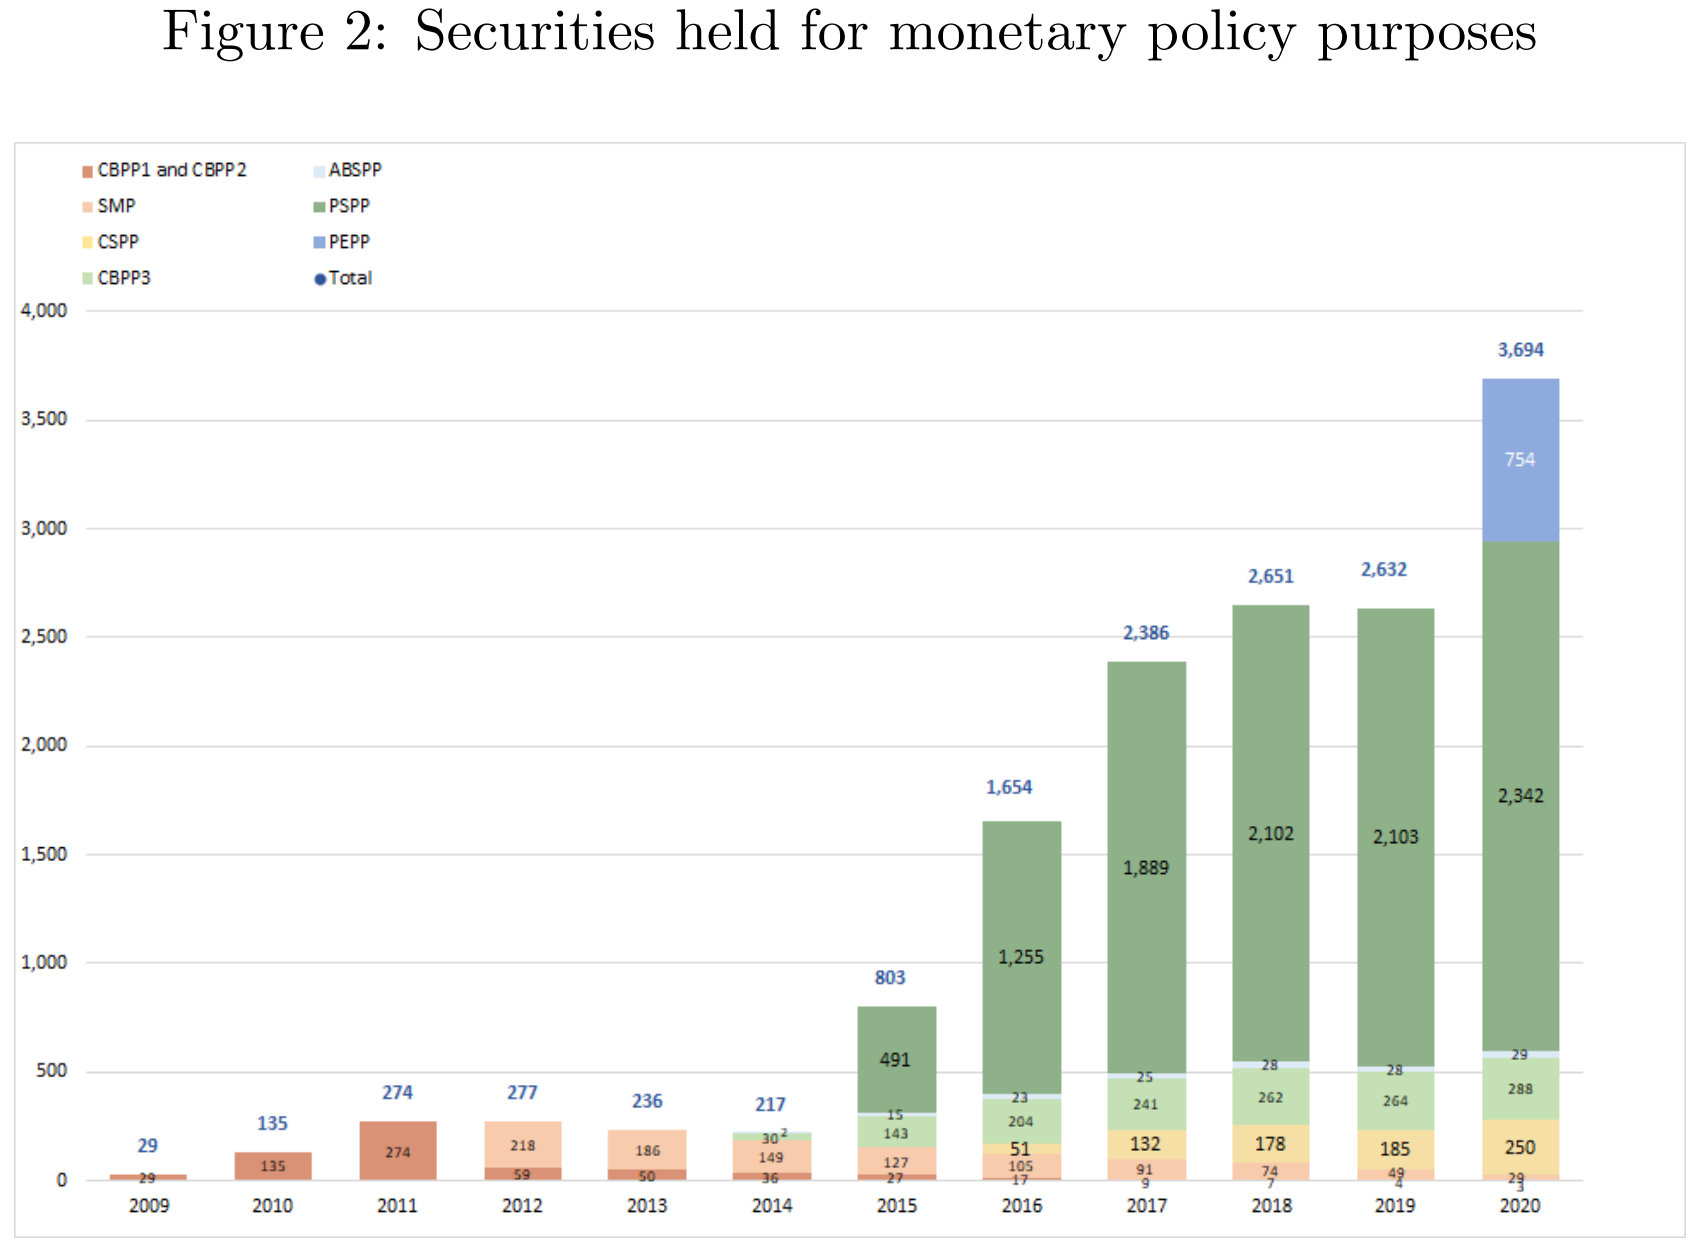 Figure 2: Securities held for monetary policy purposes
CBPP1 and CBPP2 ABSPP
SMP PSPP
CSPP PEPP
CBPP3 Total
4,000
3,694
3,500
754
3,000
2,651 2,632
2,386
2,500
2,000
1,654
2,342
2,102 2,103
1,889
1,500
1,255
1,000
803
491
500
29 135 274 277 236 217
15 23 25 28 28 29
143 204 241 262 264 288
2
30
51 132 178 185 250
218 186 149 127 105 91 74 49 29
29 135 274 59 50 36 27 17 9 7 4 3
0
2009 2010 2011 2012 2013 2014 2015 2016 2017 2018 2019 2020